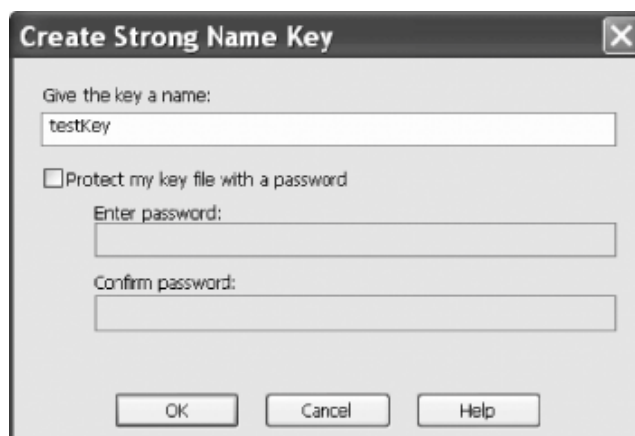 Create Strong Name Key
Give the key a name:
testKey
Protect my key file with a password
Enter password:
Confirm password:
OK Cancel Help